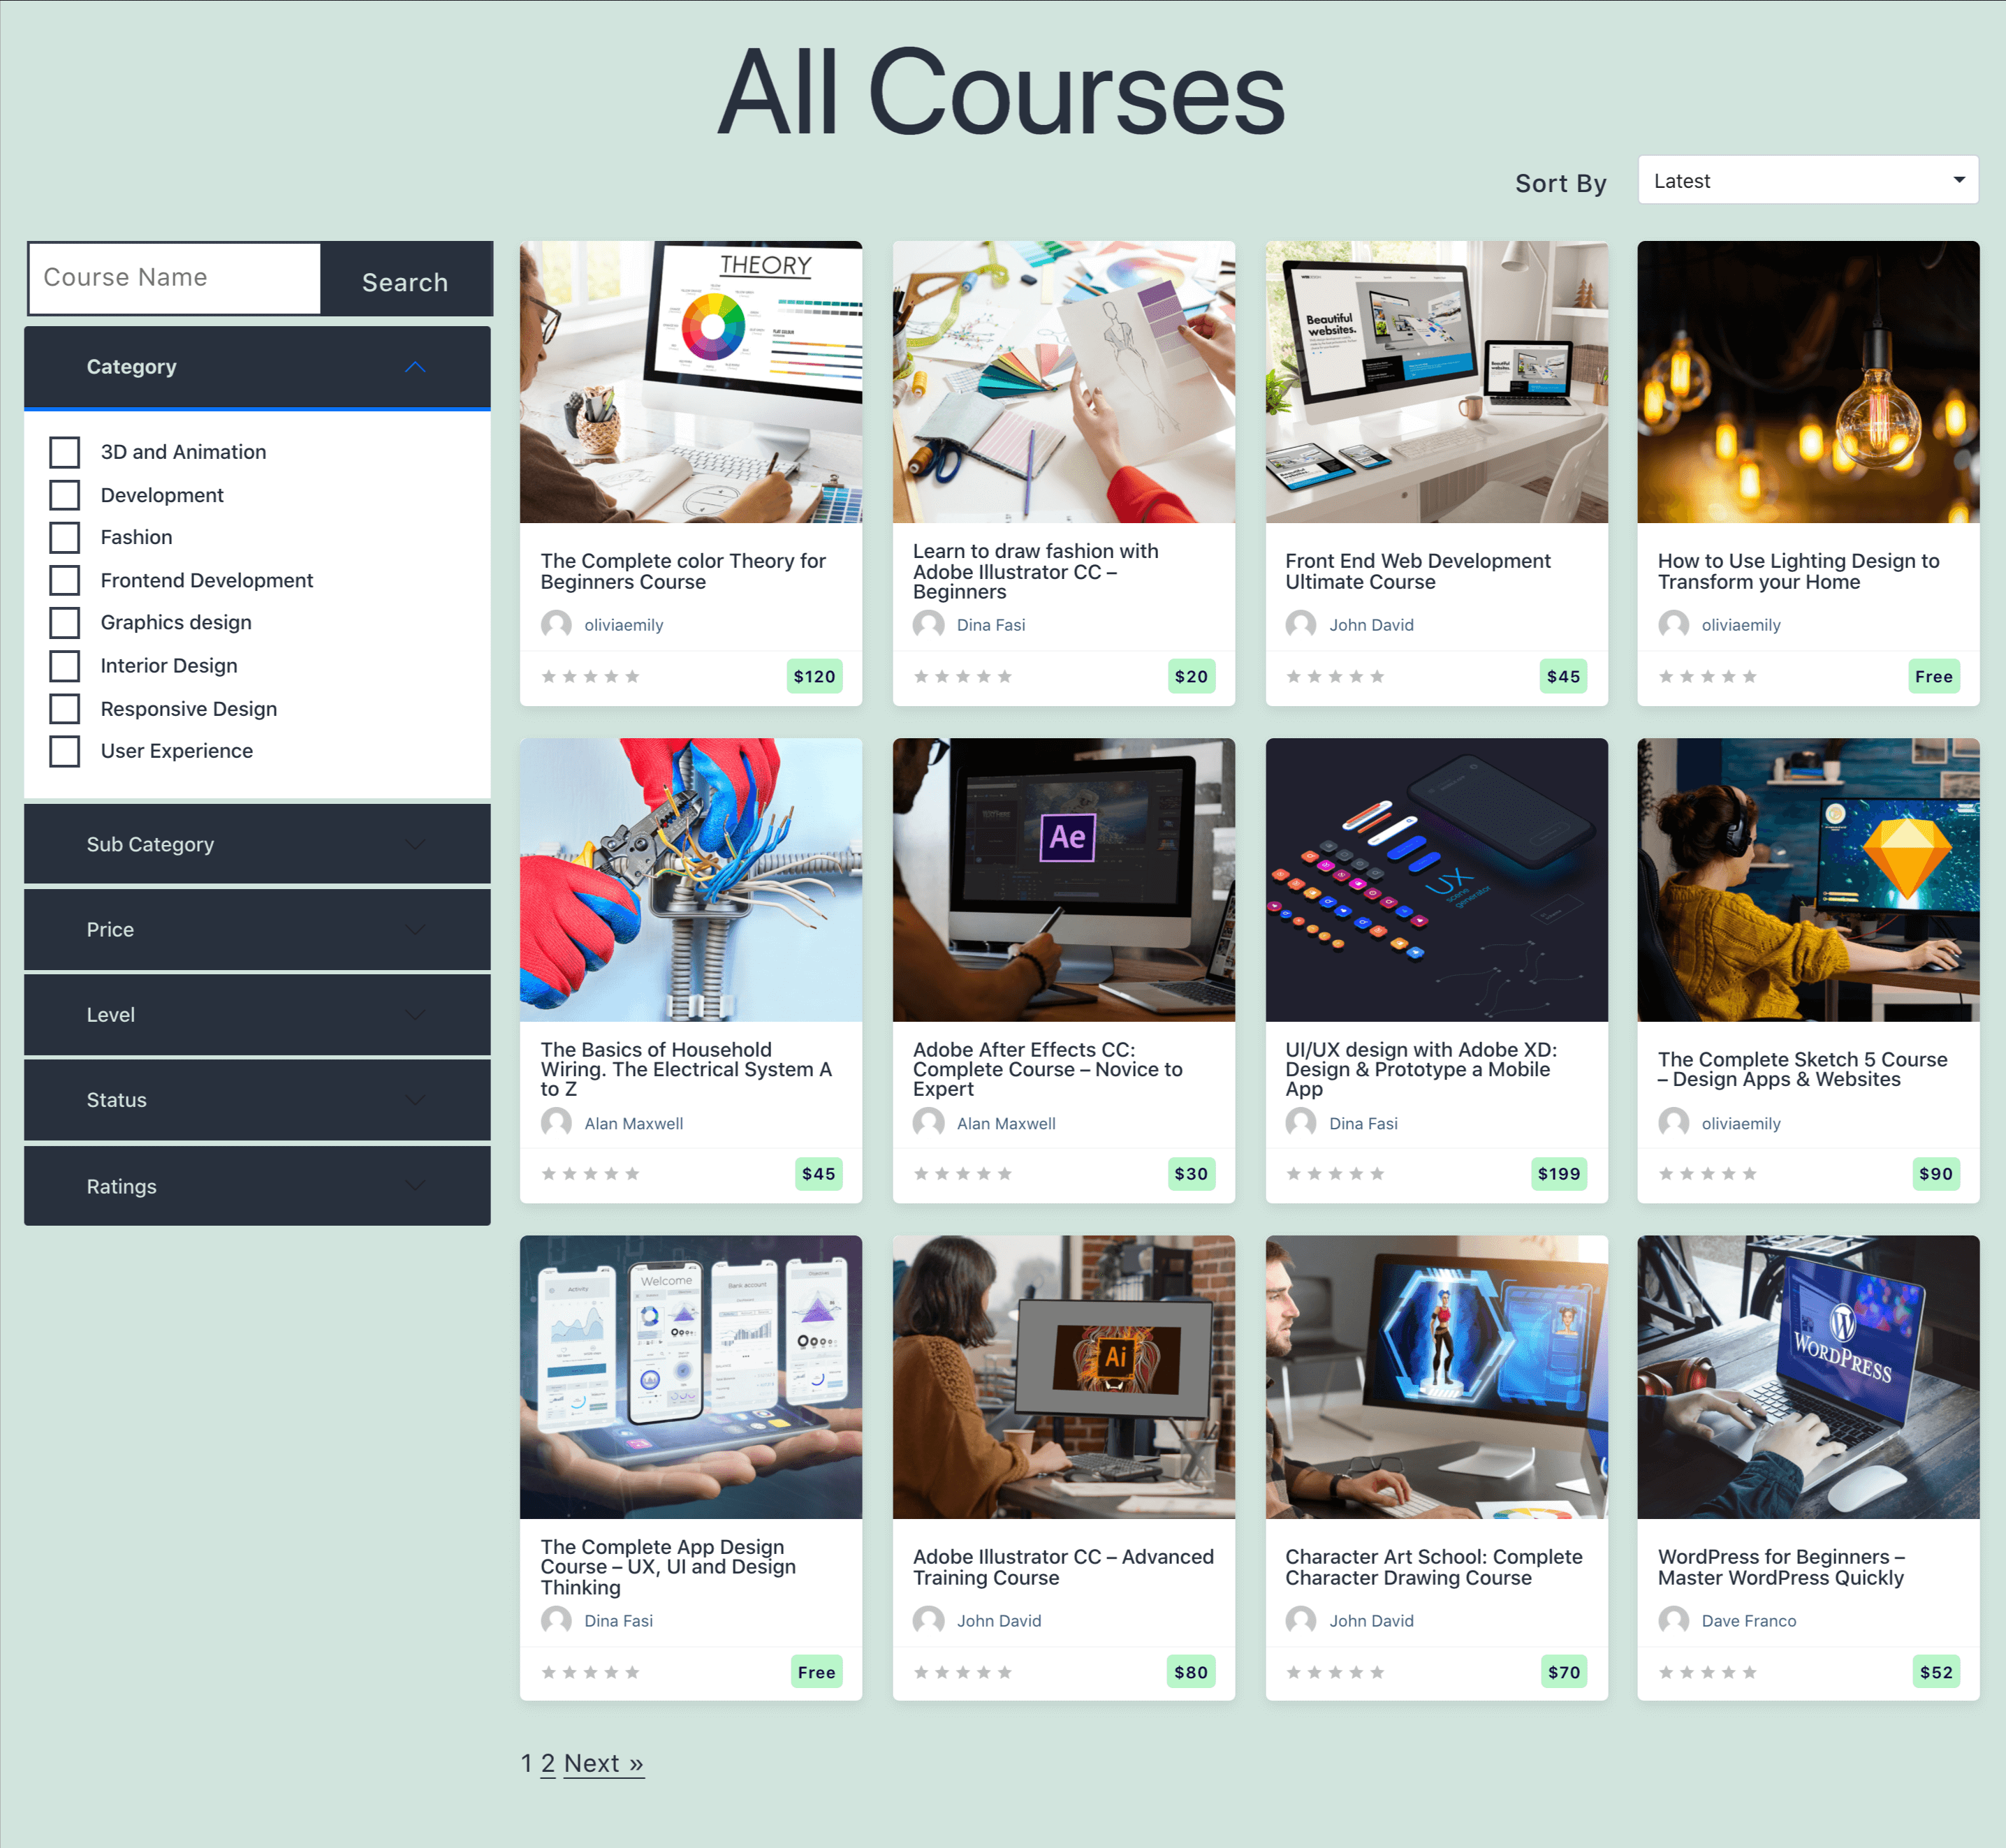 All Courses
Sort By
Latest
Course Name
Search
Category
3D and Animation
Development
Fashion
Frontend Development
Graphics design
Interior Design
Responsive Design
User Experience
Sub Category
Price
Level
Status
Ratings
THEORY
The Complete color Theory for
Beginners Course
oliviaemily
$120
Learn to draw fashion with
Adobe Illustrator CC –
Beginners
Dina Fasi
$20
Beautiful
websites.
Front End Web Development
Ultimate Course
John David
$45
How to Use Lighting Design to
Transform your Home
oliviaemily
Free
The Basics of Household
Wiring. The Electrical System A
to Z
Alan Maxwell
$45
Ae
Adobe After Effects CC:
Complete Course – Novice to
Expert
Alan Maxwell
$30
UX
scene
generator
UI/UX design with Adobe XD:
Design & Prototype a Mobile
App
Dina Fasi
$199
The Complete Sketch 5 Course
– Design Apps & Websites
oliviaemily
$90
Activity
Welcome
Bank account
The Complete App Design
Course – UX, UI and Design
Thinking
Dina Fasi
Free
Ai
Adobe Illustrator CC – Advanced
Training Course
John David
$80
Character Art School: Complete
Character Drawing Course
John David
$70
WORDPRESS
WordPress for Beginners –
Master WordPress Quickly
Dave Franco
$52
1 2 Next »